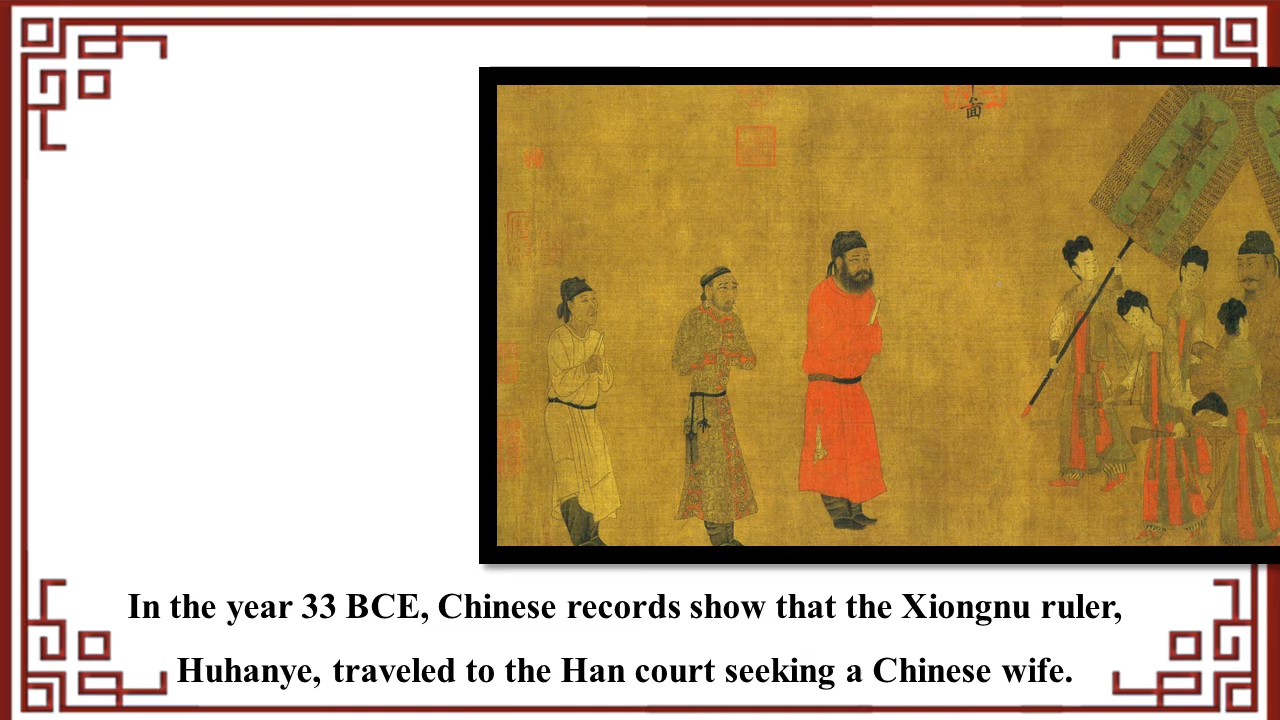 面
In the year 33 BCE, Chinese records show that the Xiongnu ruler,
Huhanye, traveled to the Han court seeking a Chinese wife.